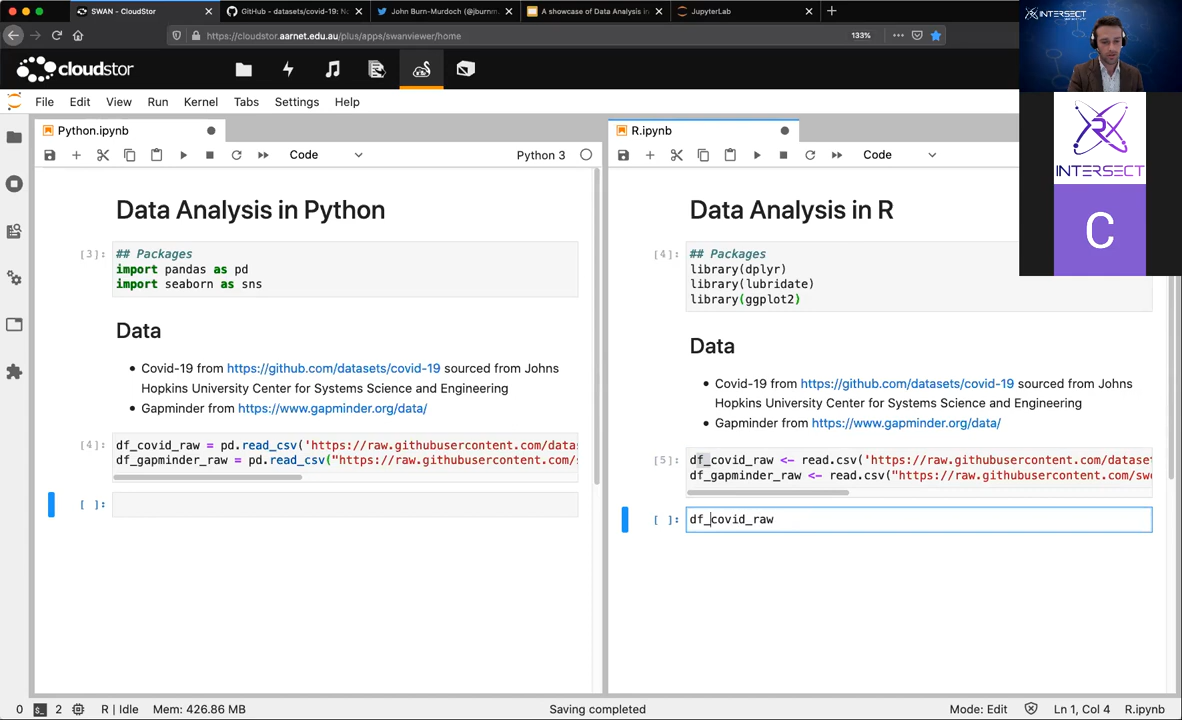 SWAN - CloudStor
GitHub - datasets/covid-19: N
John Burn-Murdoch (@jburnm
A showcase of Data Analysis in
JupyterLab
https://cloudstor.aarnet.edu.au/plus/apps/swanviewer/home
133%
INTERSECT
cloudstor
File Edit View Run Kernel Tabs Settings Help
Python.ipynb
Code
Python 3
Data Analysis in Python
[3]: ## Packages
import pandas as pd
import seaborn as sns
Data
• Covid-19 from https://github.com/datasets/covid-19 sourced from Johns
Hopkins University Center for Systems Science and Engineering
• Gapminder from https://www.gapminder.org/data/
[4]: df_covid_raw = pd.read_csv('https://raw.githubusercontent.com/datas
df_gapminder_raw = pd.read_csv("https://raw.githubusercontent.com/s
[ ]:
R.ipynb
Code
Data Analysis in R
[4]: ## Packages
library(dplyr)
library(lubridate)
library(ggplot2)
Data
• Covid-19 from https://github.com/datasets/covid-19 sourced from Johns
Hopkins University Center for Systems Science and Engineering
• Gapminder from https://www.gapminder.org/data/
[5]: df_covid_raw <- read.csv('https://raw.githubusercontent.com/dataset
df_gapminder_raw <- read.csv("https://raw.githubusercontent.com/swc
[ ]: df_covid_raw
RX
INTERSECT
C
0 2 R | Idle Mem: 426.86 MB
Saving completed
Mode: Edit Ln 1, Col 4 R.ipynb